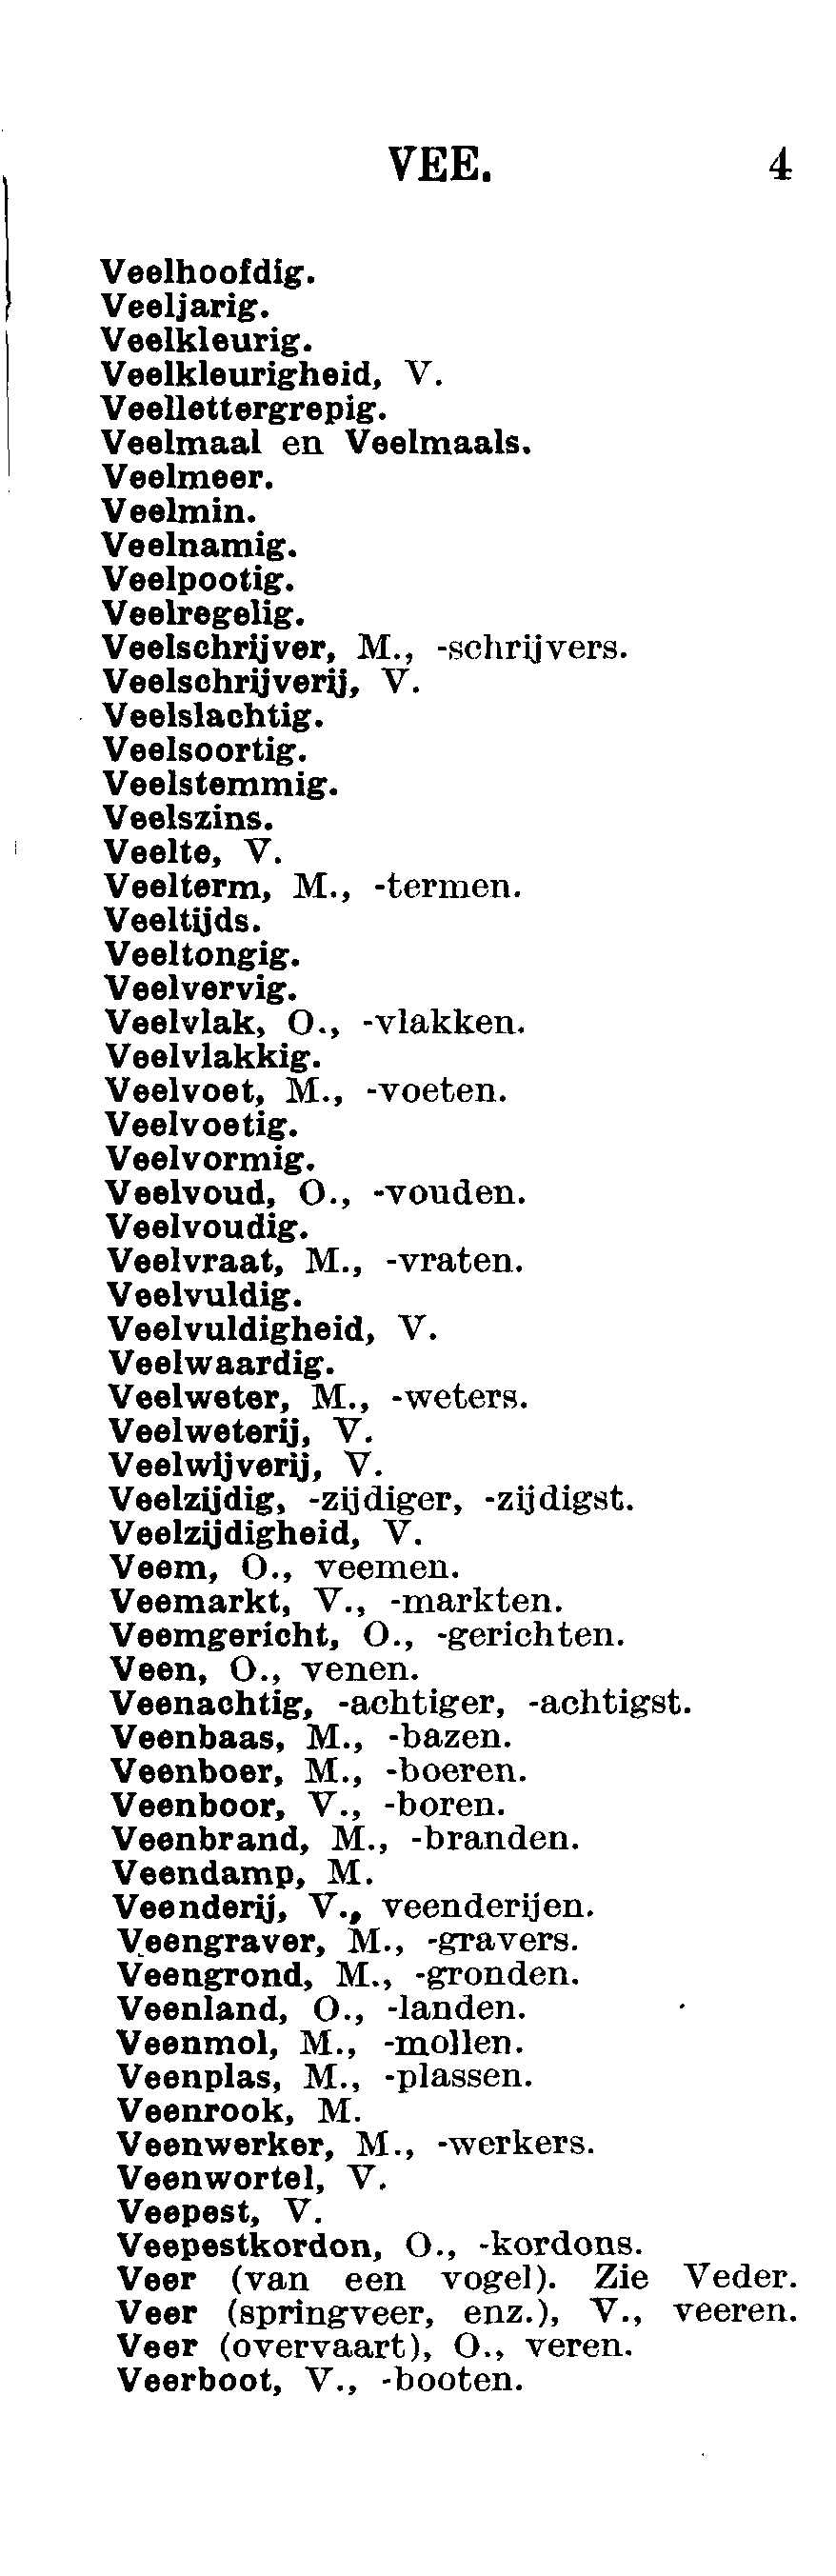 VEE. 4
Veelhoofdig.
Veeljarig.
Veelkleurig.
Veelkleurigheid, V.
Veellettergrepig.
Veelmaal en Veelmaals.
Veelmeer.
Veelmin.
Veelnamig.
Veelpootig.
Veelregelig.
Veelschrijver, M., -schrijvers.
Veelschrijverij, V.
Veelslachtig.
Veelsoortig.
Veelstemmig.
Veelszins.
Veelte, V.
Veelterm, M., -termen.
Veeltijds.
Veeltongig.
Veelvervig.
Veelvlak, O., -vlakken.
Veelvlakkig.
Veelvoet, M., -voeten.
Veelvoetig.
Veelvormig.
Veelvoud, O., -vouden.
Veelvoudig.
Veelvraat, M., -vraten.
Veelvuldig.
Veelvuldigheid, V.
Veelwaardig.
Veelweter, M., -weters.
Veelweterij, V.
Veelwijverij, V.
Veelzijdig, -zijdiger, -zijdigst.
Veelzijdigheid, V.
Veem, O., veemen.
Veemarkt, V., -markten.
Veemgericht, O., -gerichten.
Veen, O., venen.
Veenachtig, -achtiger, -achtigst.
Veenbaas, M., -bazen.
Veenboer, M., -boeren.
Veenboor, V., -boren.
Veenbrand, M., -branden.
Veendamp, M.
Veenderij, V., veenderijen.
Veengraver, M., -gravers.
Veengrond, M., -gronden.
Veenland, O., -landen.
Veenmol, M., -mollen.
Veenplas, M., -plassen.
Veenrook, M.
Veenwerker, M., -werkers.
Veenwortel, V.
Veepest, V.
Veepestkordon, O., -kordons.
Veer (van een vogel). Zie Veder.
Veer (springveer, enz.), V., veeren.
Veer (overvaart), O., veren.
Veerboot, V., -booten.